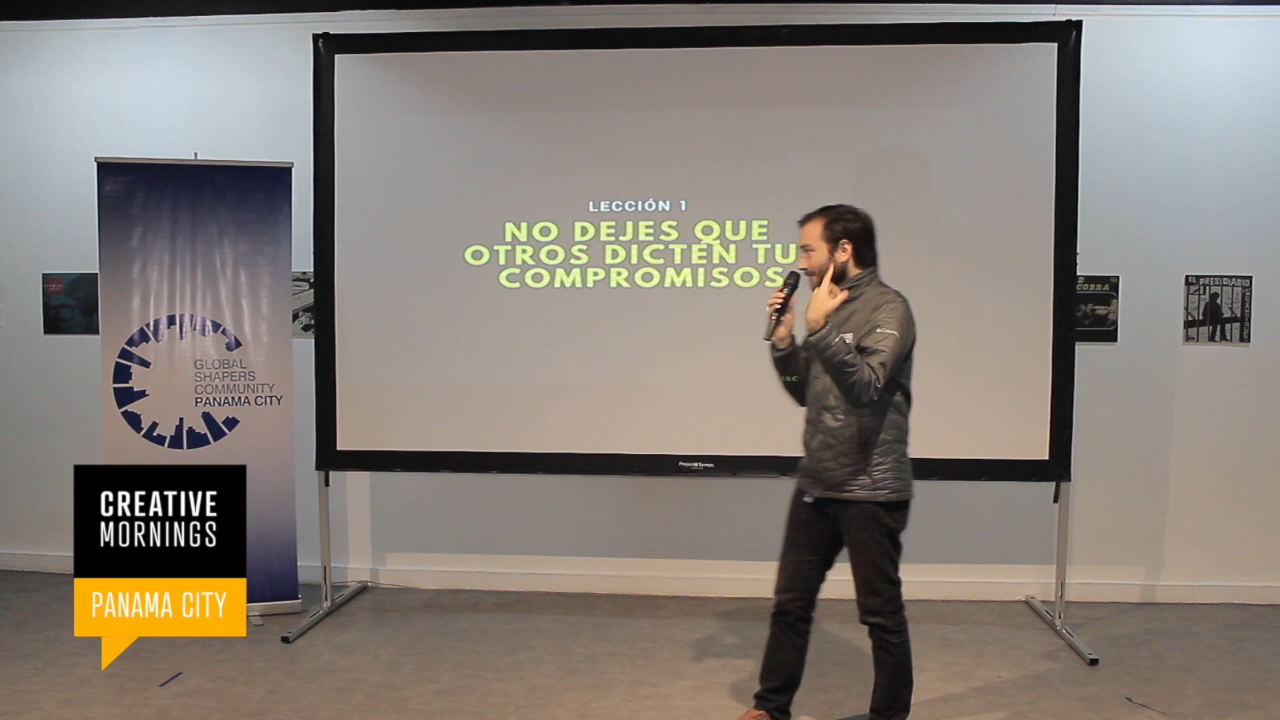 LECCIÓN 1
NO DEJES QUE
OTROS DICTEN TU
COMPROMISOS
GLOBAL
SHAPERS
COMMUNITY
PANAMA CITY
CREATIVE
MORNINGS
PANAMA CITY
COBRA
EL PRESIDIARIO